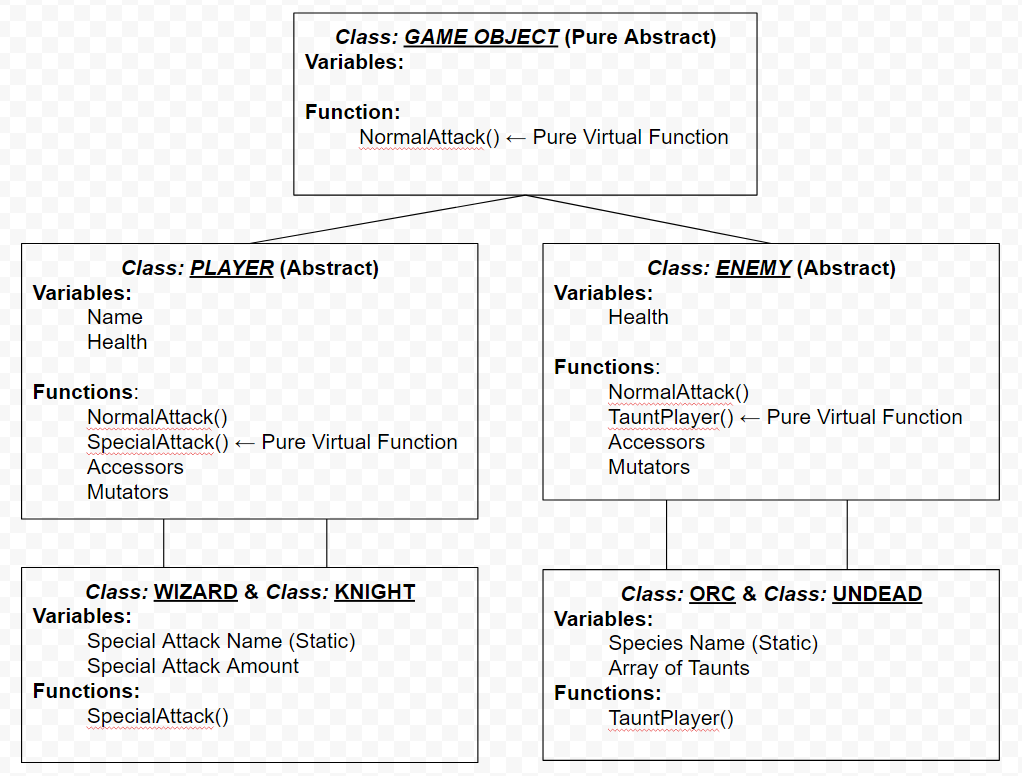 Class: GAME OBJECT (Pure Abstract)
Variables:
Function:
NormalAttack() ← Pure Virtual Function
Class: PLAYER (Abstract)
Variables:
Name
Health
Functions:
NormalAttack()
SpecialAttack() ← Pure Virtual Function
Accessors
Mutators
Class: ENEMY (Abstract)
Variables:
Health
Functions:
NormalAttack()
TauntPlayer() ← Pure Virtual Function
Accessors
Mutators
Class: WIZARD & Class: KNIGHT
Variables:
Special Attack Name (Static)
Special Attack Amount
Functions:
SpecialAttack()
Class: ORC & Class: UNDEAD
Variables:
Species Name (Static)
Array of Taunts
Functions:
TauntPlayer()